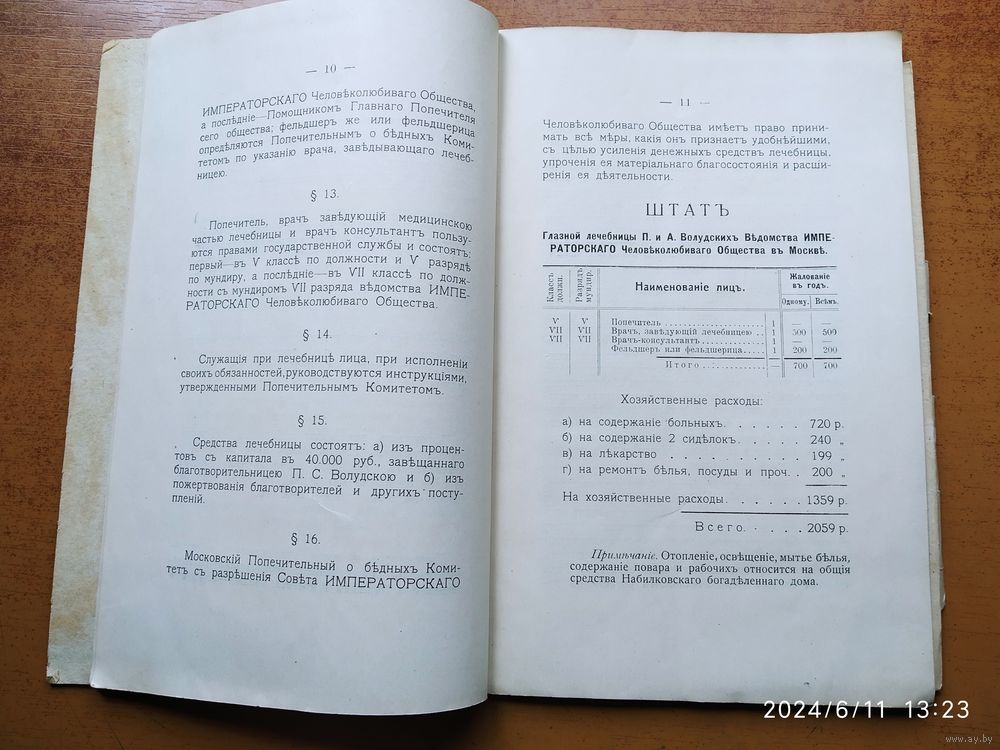 — 10 —
ИМПЕРАТОРСКАГО Человѣколюбиваго Общества,
а послѣдніе—Помощникомъ Главнаго Попечителя
сего общества; фельдшеръ же или фельдшерица
опредѣляются Попечительнымъ о бѣдныхъ Коми-
тетомъ по указанію врача, завѣдывающаго лечеб-
ницею.
§ 13.
Попечитель, врачъ завѣдующій медицинскою
частью лечебницы и врачъ консультантъ пользу-
ются правами государственной службы и состоятъ:
первый—въ V классѣ по должности и V разрядѣ
по мундиру, а послѣдніе—въ VII классѣ по долж-
ности съ мундиромъ VII разряда вѣдомства ИМПЕ-
РАТОРСКАГО Человѣколюбиваго Общества.
§ 14.
Служащія при лечебницѣ лица, при исполненіи
своихъ обязанностей, руководствуются инструкціями,
утвержденными Попечительнымъ Комитетомъ.
§ 15.
Средства лечебницы состоятъ: а) изъ процен-
товъ съ капитала въ 40.000 руб., завѣщаннаго
благотворительницею П. С. Волудскою и б) изъ
пожертвованія благотворителей и другихъ посту-
пленій.
§ 16.
Московскій Попечительный о бѣдныхъ Коми-
тетъ съ разрѣшенія Совѣта ИМПЕРАТОРСКАГО
— 11 —
Человѣколюбиваго Общества имѣетъ право прини-
мать всѣ мѣры, какія онъ признаетъ удобнѣйшими,
съ цѣлью усиленія денежныхъ средствъ лечебницы,
упроченія ея матеріальнаго благосостоянія и расши-
ренія ея дѣятельности.
ШТАТЪ
Глазной лечебницы П. и А. Волудскихъ Вѣдомства ИМПЕ-
РАТОРСКАГО Человѣколюбиваго Общества въ Москвѣ.
Классъ должн. Разрядъ мундир. Наименованіе лицъ. Жалованіе въ годъ.
Одному. Всѣмъ.
V V Попечитель . . . . . . . . . . . . 1 — —
VII VII Врачъ, завѣдующій лечебницею . . 1 500 500
VII VII Врачъ-консультантъ . . . . . . . . 1 — —
Фельдшеръ или фельдшерица . . . . 1 200 200
Итого . . . . . . . . . — 700 700
Хозяйственные расходы:
а) на содержаніе больныхъ . . . . . . 720 р.
б) на содержаніе 2 сидѣлокъ . . . . . 240 „
в) на лѣкарство . . . . . . . . . 199 „
г) на ремонтъ бѣлья, посуды и проч. . 200 „
На хозяйственные расходы . . . . . 1359 р.
Всего . . . . . 2059 р.
Примѣчаніе. Отопленіе, освѣщеніе, мытье бѣлья,
содержаніе повара и рабочихъ относится на общія
средства Набилковскаго богадѣленнаго дома.
2024/6/11 13:23
www.ay.by